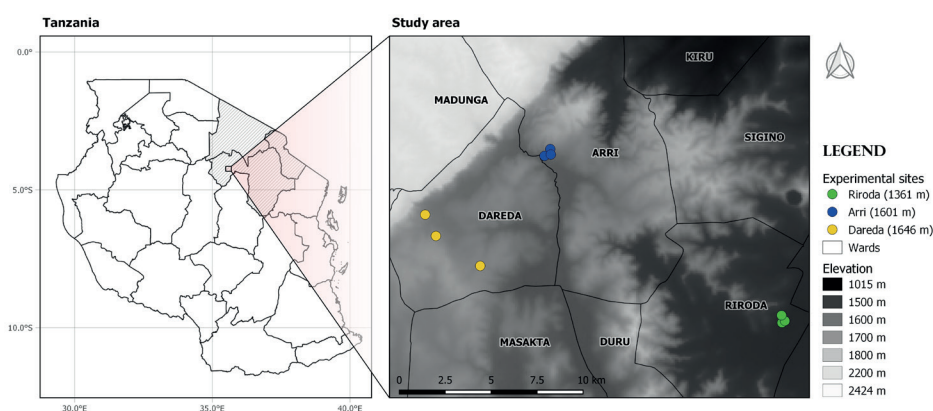 Tanzania
0.0°
5.0°S
10.0°S
30.0°E
35.0°E
40.0°E
Study area
KIRU
MADUNGA
SIGINO
ARRI
DAREDA
RIRODA
MASAKTA
DURU
0 2.5 5 7.5 10 km
LEGEND
Experimental sites
Riroda (1361 m)
Arri (1601 m)
Dareda (1646 m)
Wards
Elevation
1015 m
1500 m
1600 m
1700 m
1800 m
2200 m
2424 m